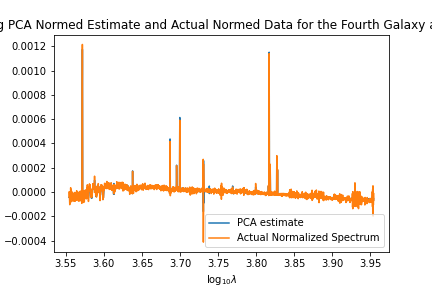 g PCA Normed Estimate and Actual Normed Data for the Fourth Galaxy a
0.0012
0.0010
0.0008
0.0006
0.0004
0.0002
0.0000
−0.0002
−0.0004
PCA estimate
Actual Normalized Spectrum
3.55 3.60 3.65 3.70 3.75 3.80 3.85 3.90 3.95
log₁₀λ